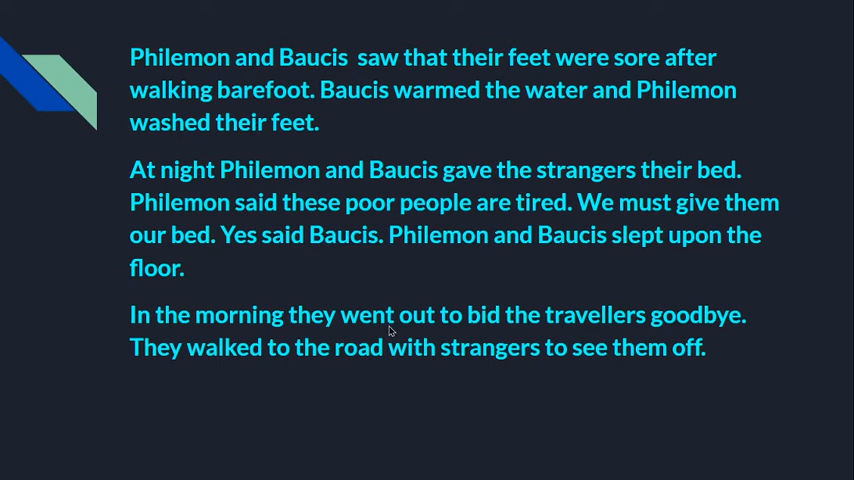 Philemon and Baucis  saw that their feet were sore after
walking barefoot. Baucis warmed the water and Philemon
washed their feet.
At night Philemon and Baucis gave the strangers their bed.
Philemon said these poor people are tired. We must give them
our bed. Yes said Baucis. Philemon and Baucis slept upon the
floor.
In the morning they went out to bid the travellers goodbye.
They walked to the road with strangers to see them off.